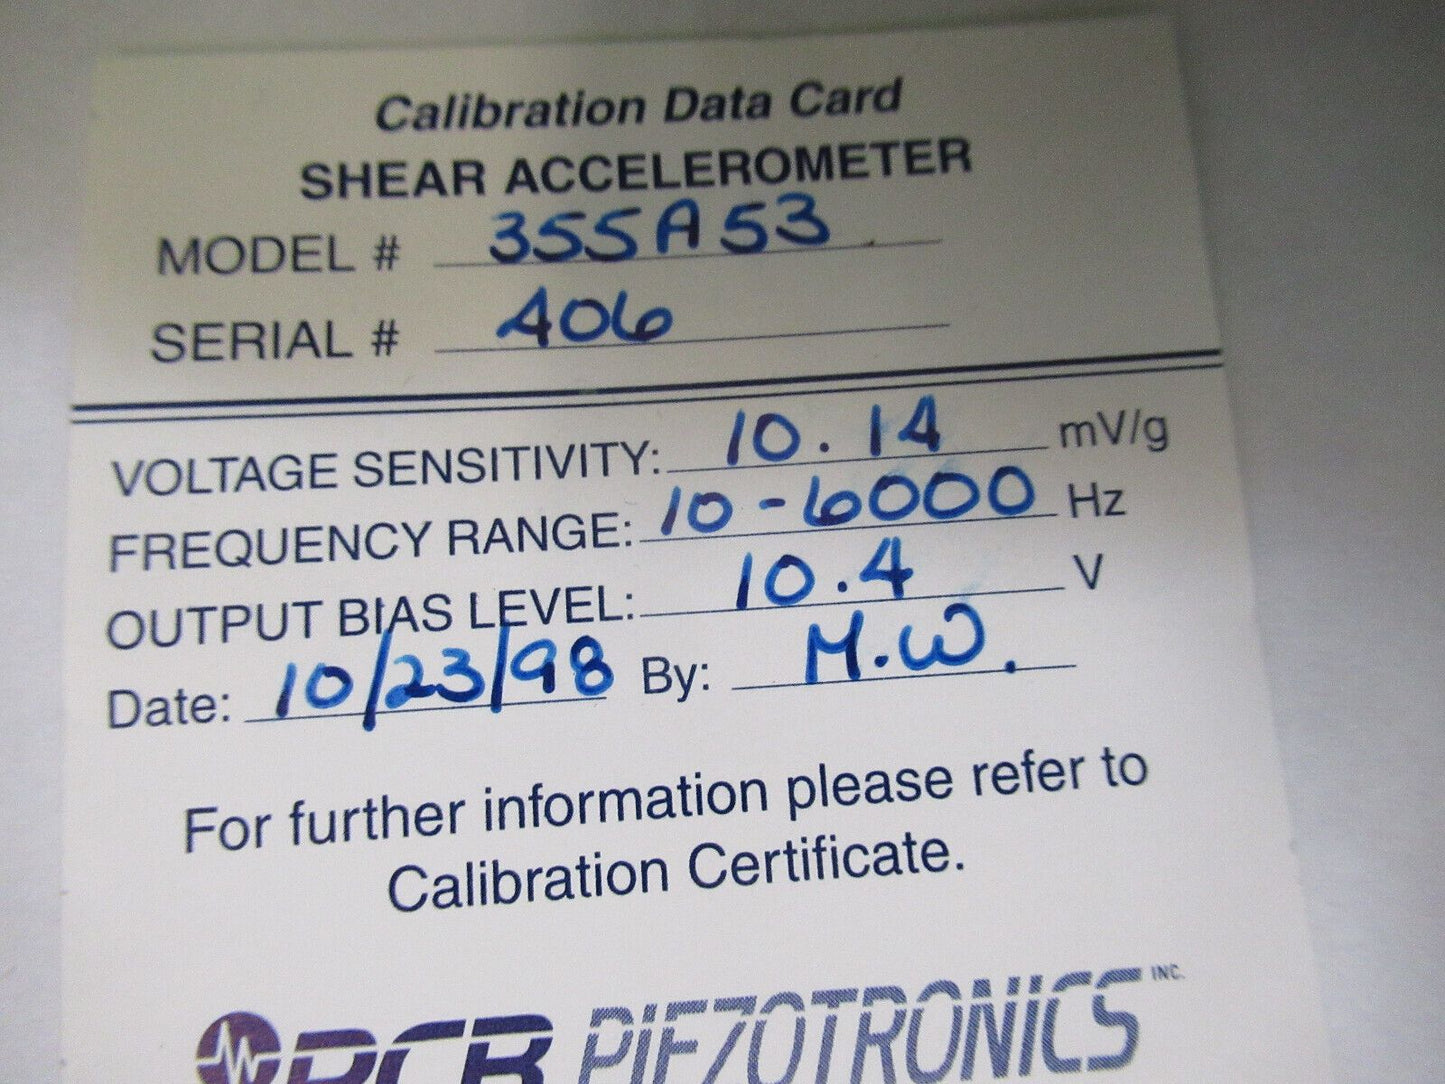 Calibration Data Card
SHEAR ACCELEROMETER
MODEL # 355A53
SERIAL # 406
VOLTAGE SENSITIVITY: 10.14 mV/g
FREQUENCY RANGE: 10-6000 Hz
OUTPUT BIAS LEVEL: 10.4 V
Date: 10/23/98 By: M.W.
For further information please refer to
Calibration Certificate.
PCB PIEZOTRONICS INC.